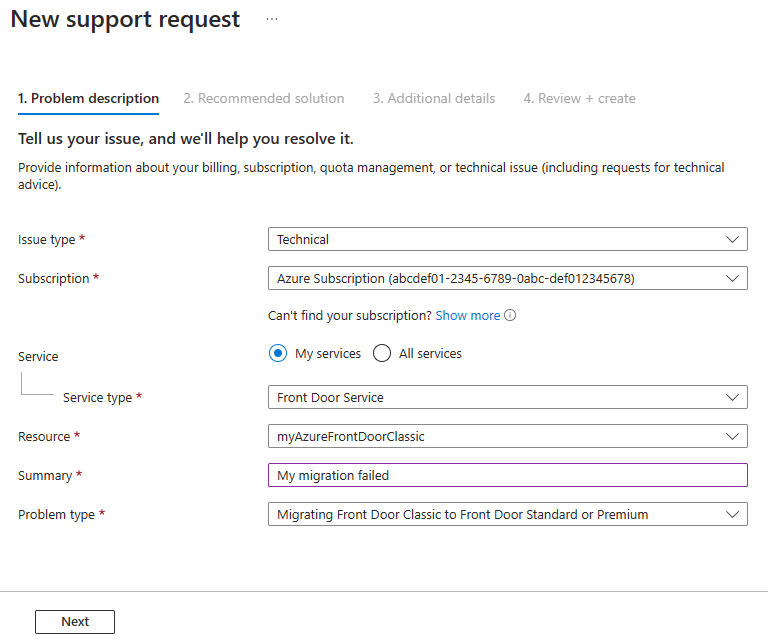 New support request ...
1. Problem description 2. Recommended solution 3. Additional details 4. Review + create
Tell us your issue, and we'll help you resolve it.
Provide information about your billing, subscription, quota management, or technical issue (including requests for technical
advice).
Issue type * Technical
Subscription * Azure Subscription (abcdef01-2345-6789-0abc-def012345678)
Can't find your subscription? Show more
Service My services All services
Service type * Front Door Service
Resource * myAzureFrontDoorClassic
Summary * My migration failed
Problem type * Migrating Front Door Classic to Front Door Standard or Premium
Next